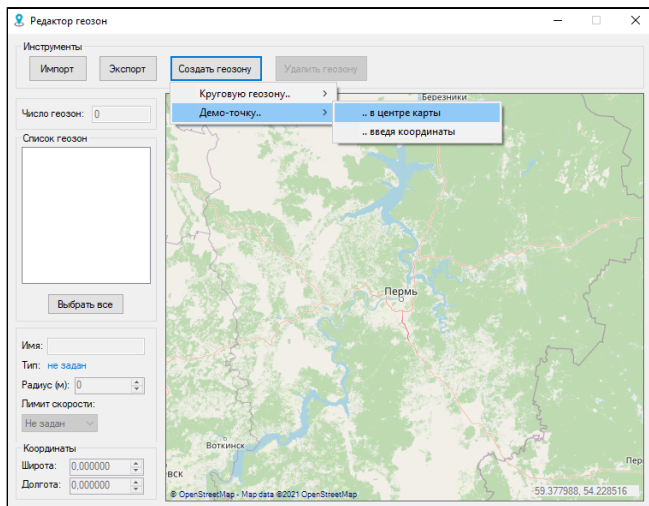 Редактор геозон
Инструменты
Импорт
Экспорт
Создать геозону
Удалить геозону
Круговую геозону..
Демо-точку..
.. в центре карты
.. введя координаты
Число геозон: 0
Список геозон
Выбрать все
Имя:
Тип: не задан
Радиус (м): 0
Лимит скорости:
Не задан
Координаты
Широта: 0,000000
Долгота: 0,000000
Березники
Пермь
Воткинск
вск
Пер
© OpenStreetMap - Map data ©2021 OpenStreetMap
59.377988, 54.228516